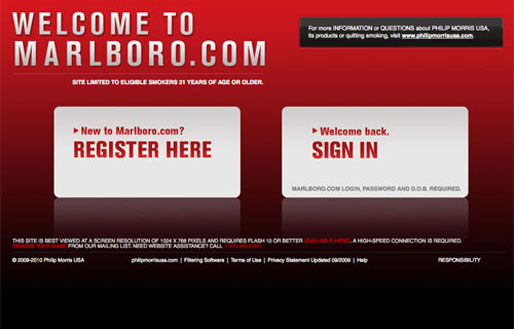 WELCOME TO
MARLBORO.COM
For more INFORMATION or QUESTIONS about PHILIP MORRIS USA,
its products or quitting smoking, visit www.philipmorrisusa.com.
SITE LIMITED TO ELIGIBLE SMOKERS 21 YEARS OF AGE OR OLDER.
New to Marlboro.com?
REGISTER HERE
Welcome back.
SIGN IN
MARLBORO.COM LOGIN, PASSWORD AND D.O.B. REQUIRED.
THIS SITE IS BEST VIEWED AT A SCREEN RESOLUTION OF 1024 X 768 PIXELS AND REQUIRES FLASH 10 OR BETTER (AVAILABLE HERE). A HIGH-SPEED CONNECTION IS REQUIRED.
REMOVE YOUR NAME FROM OUR MAILING LIST. NEED WEBSITE ASSISTANCE? CALL
© 2009-2010 Philip Morris USA
philipmorrisusa.com | Filtering Software | Terms of Use | Privacy Statement Updated 09/2009 | Help
RESPONSIBILITY